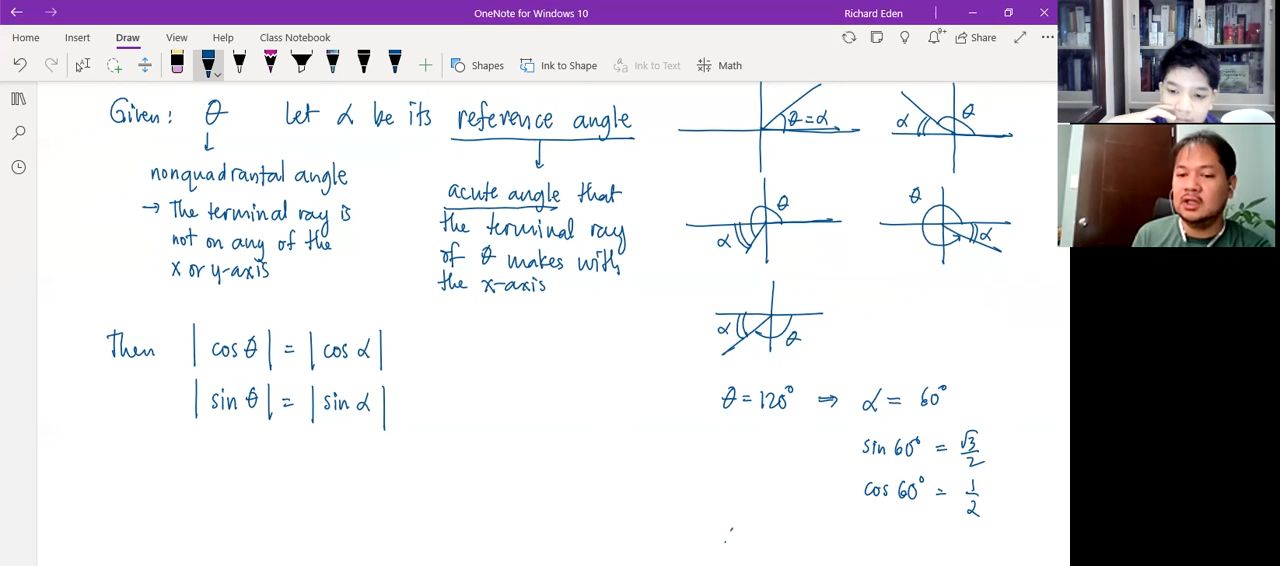 OneNote for Windows 10
Richard Eden
Home Insert Draw View Help Class Notebook
Share
Shapes Ink to Shape Ink to Text Math
Given: θ let α be its reference angle
nonquadrantal angle
→ The terminal ray is
not on any of the
x or y-axis
acute angle that
the terminal ray
of θ makes with
the x-axis
θ = α
α θ
α θ
θ α
α θ
Then |cos θ| = |cos α|
|sin θ| = |sin α|
θ = 120° ⇒ α = 60°
sin 60° = √3/2
cos 60° = 1/2